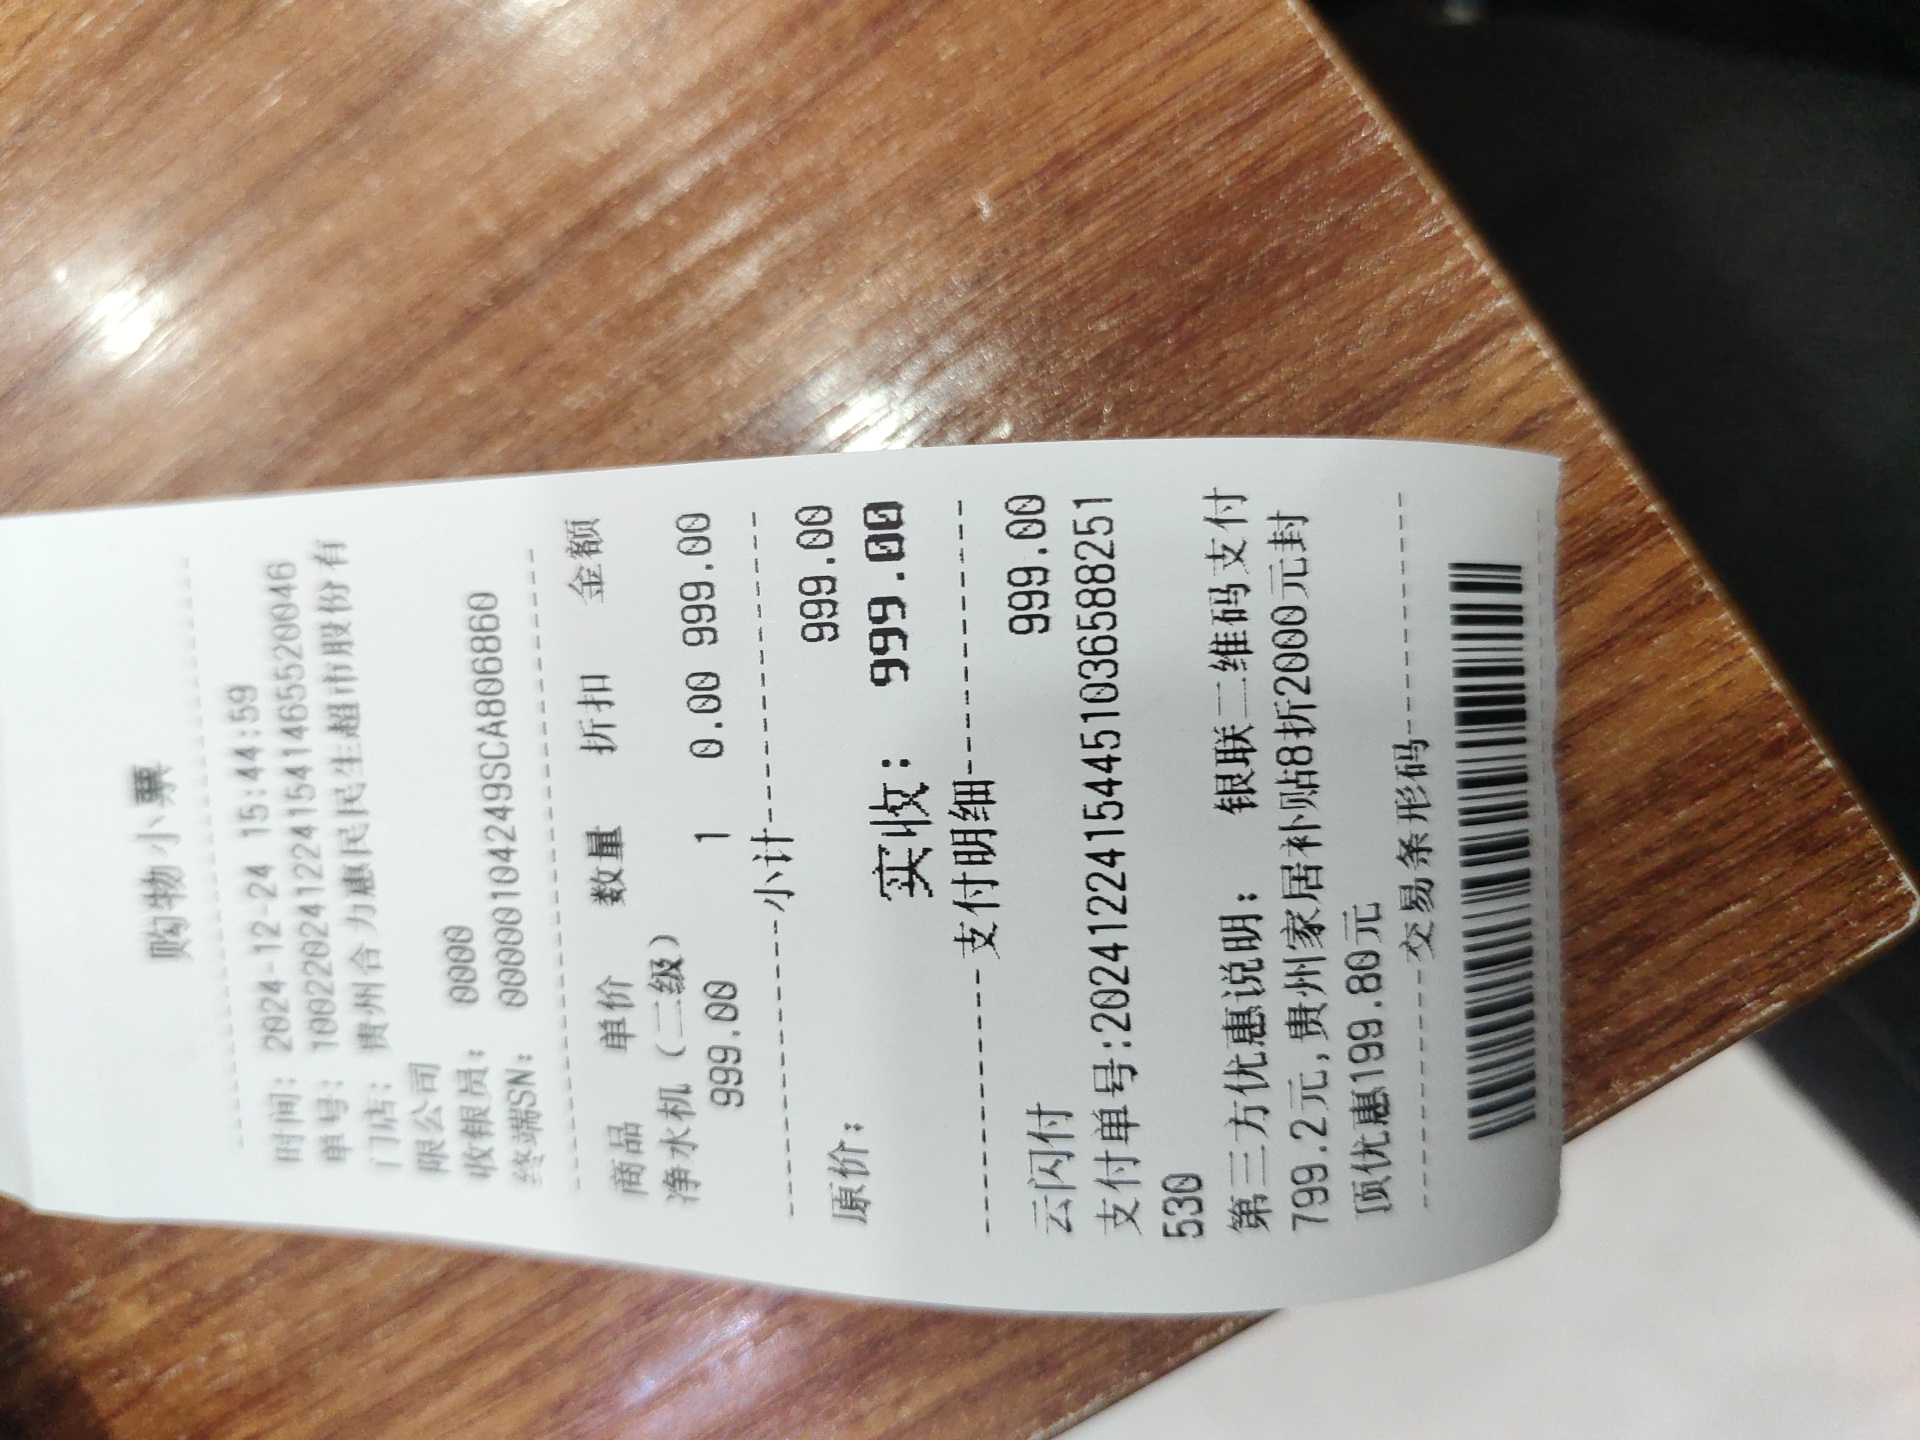 购物小票
时间: 2024-12-24 15:44:59
单号: 100220241224154146552​0046
门店: 贵州合力惠民民生超市股份有
限公司
收银员: 0000
终端SN: 00000104249SCA806860
商品 单价 数量 折扣 金额
净水机（二级）
999.00 1 0.00 999.00
小计
原价: 999.00
实收: 999.00
支付明细
云闪付 999.00
支付单号:20241224154451036588251
530
第三方优惠说明: 银联二维码支付
799.2元,贵州家居补贴8折2000元封
顶优惠199.80元
交易条形码